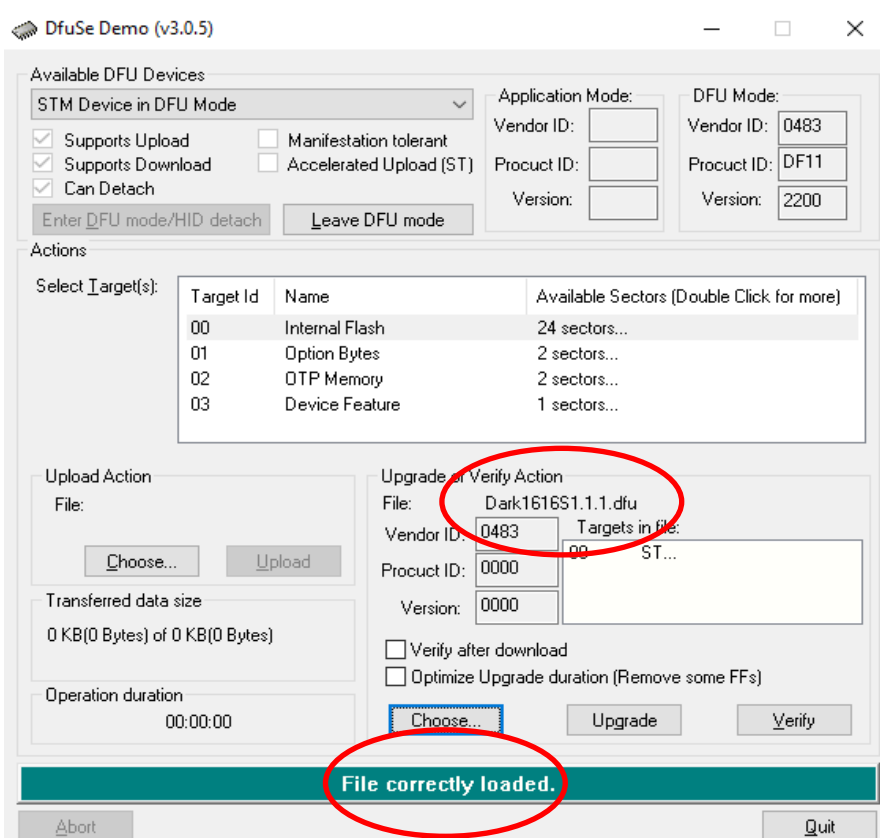 DfuSe Demo (v3.0.5)
Available DFU Devices
STM Device in DFU Mode
Supports Upload
Manifestation tolerant
Supports Download
Accelerated Upload (ST)
Can Detach
Enter DFU mode/HID detach
Leave DFU mode
Application Mode:
Vendor ID:
Procuct ID:
Version:
DFU Mode:
Vendor ID: 0483
Procuct ID: DF11
Version: 2200
Actions
Select Target(s):
Target Id Name Available Sectors (Double Click for more)
00 Internal Flash 24 sectors...
01 Option Bytes 2 sectors...
02 OTP Memory 2 sectors...
03 Device Feature 1 sectors...
Upload Action
File:
Choose...
Upload
Transferred data size
0 KB(0 Bytes) of 0 KB(0 Bytes)
Operation duration
00:00:00
Upgrade or Verify Action
File: Dark1616S1.1.1.dfu
Vendor ID: 0483
Procuct ID: 0000
Version: 0000
Targets in file:
00 ST...
Verify after download
Optimize Upgrade duration (Remove some FFs)
Choose...
Upgrade
Verify
File correctly loaded.
Abort
Quit